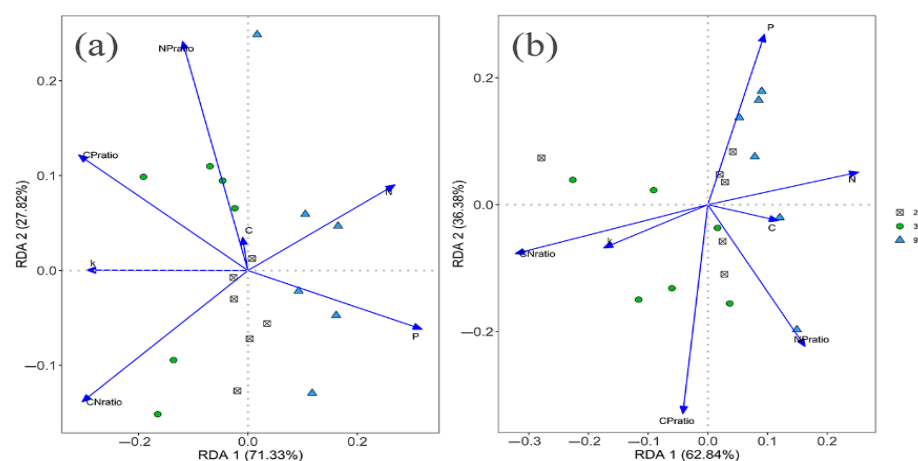 (a)
NPratio
CPratio
N
C
k
P
CNratio
0.2
0.1
0.0
−0.1
−0.2
0.0
0.2
RDA 1 (71.33%)
RDA 2 (27.82%)
(b)
P
N
C
k
CNratio
NPratio
CPratio
0.2
0.0
−0.2
−0.3
−0.2
−0.1
0.0
0.1
0.2
RDA 1 (62.84%)
RDA 2 (36.38%)
2
3
9